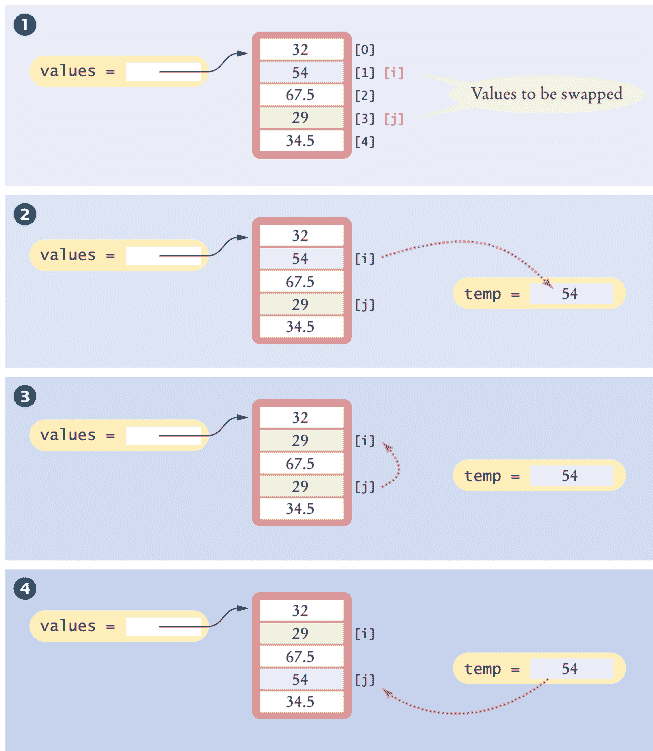 1
values =
32 [0]
54 [1] [i]
67.5 [2]
29 [3] [j]
34.5 [4]
Values to be swapped
2
values =
32
54 [i]
67.5
29 [j]
34.5
temp = 54
3
values =
32
29 [i]
67.5
29 [j]
34.5
temp = 54
4
values =
32
29 [i]
67.5
54 [j]
34.5
temp = 54